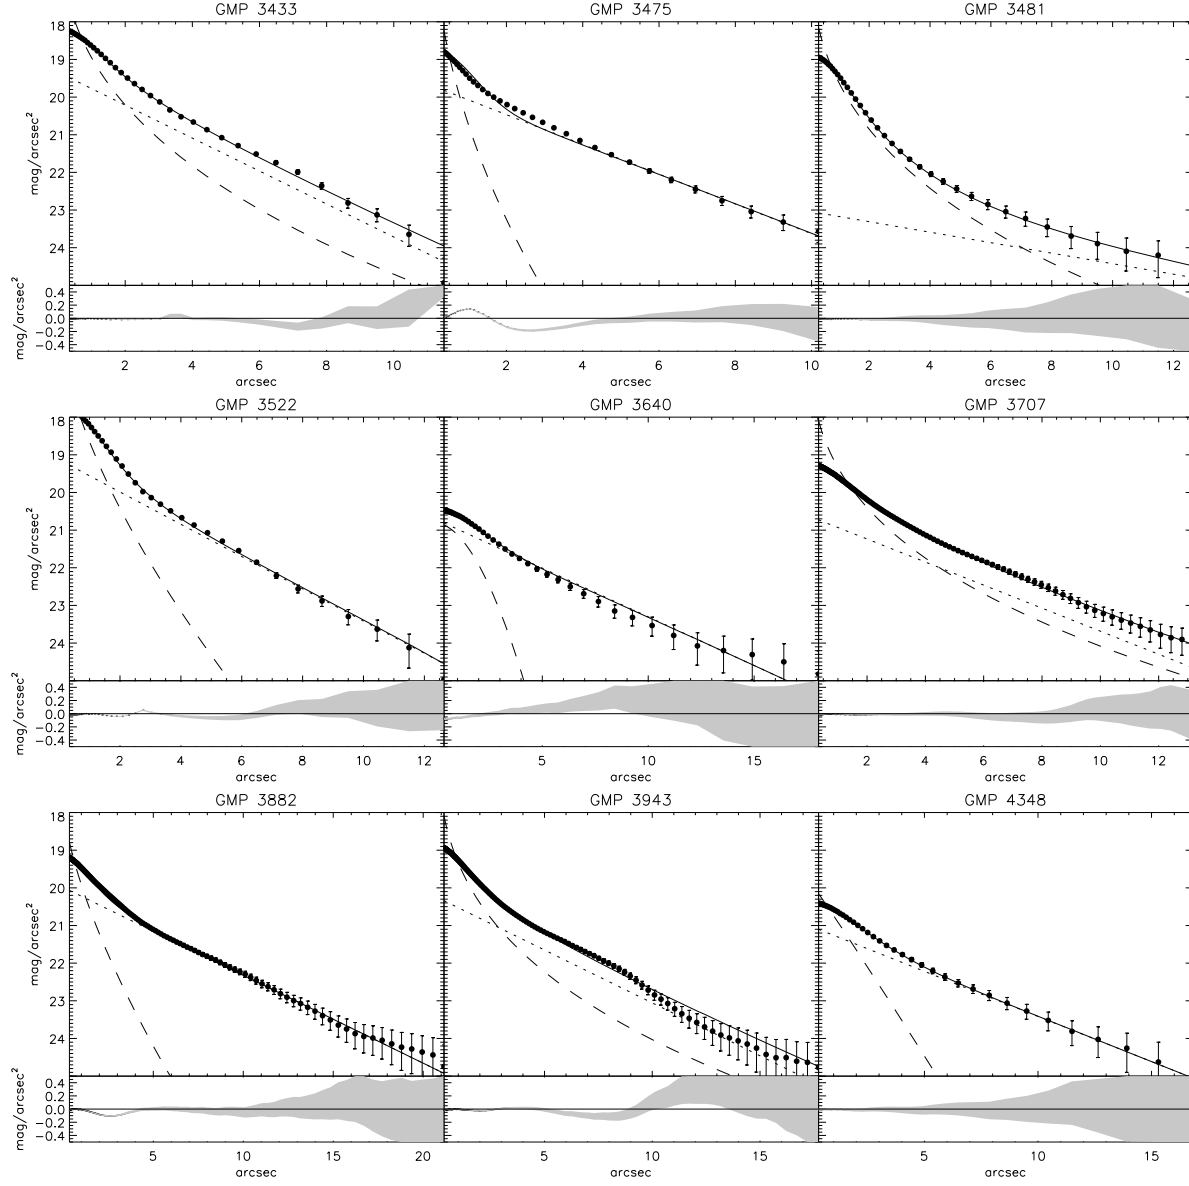 GMP 3433 GMP 3475 GMP 3481
18
19
20
21
22
23
24
mag/arcsec²
0.4
0.2
0.0
−0.2
−0.4
mag/arcsec²
2 4 6 8 10 2 4 6 8 10 2 4 6 8 10 12
arcsec arcsec arcsec
GMP 3522 GMP 3640 GMP 3707
18
19
20
21
22
23
24
mag/arcsec²
0.4
0.2
0.0
−0.2
−0.4
mag/arcsec²
2 4 6 8 10 12 5 10 15 2 4 6 8 10 12
arcsec arcsec arcsec
GMP 3882 GMP 3943 GMP 4348
18
19
20
21
22
23
24
mag/arcsec²
0.4
0.2
0.0
−0.2
−0.4
mag/arcsec²
5 10 15 20 5 10 15 5 10 15
arcsec arcsec arcsec